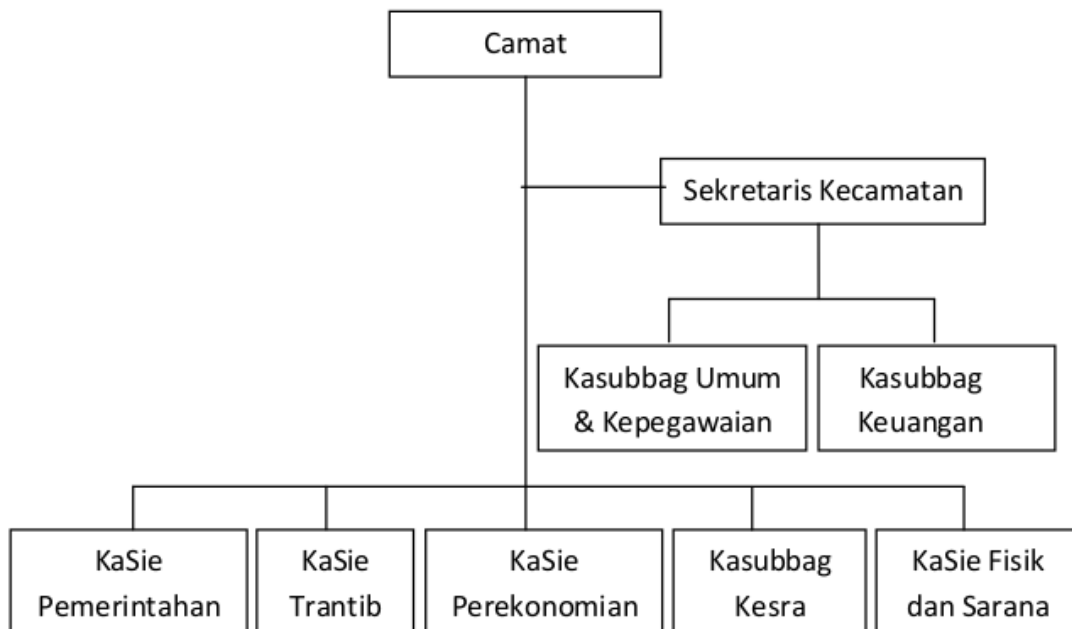 Camat
Sekretaris Kecamatan
Kasubbag Umum
& Kepegawaian
Kasubbag
Keuangan
KaSie
Pemerintahan
KaSie
Trantib
KaSie
Perekonomian
Kasubbag
Kesra
KaSie Fisik
dan Sarana